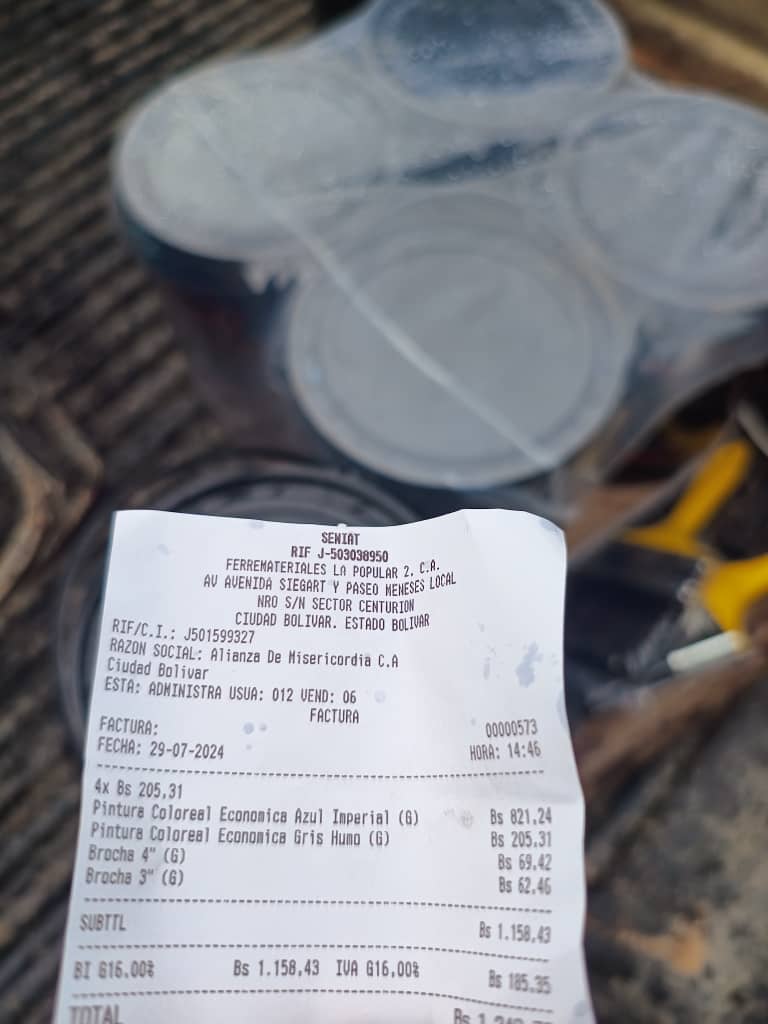 SENIAT
RIF J-503038950
FERREMATERIALES LA POPULAR 2, C.A.
AV AVENIDA SIEGART Y PASEO MENESES LOCAL
NRO S/N SECTOR CENTURION
CIUDAD BOLIVAR. ESTADO BOLIVAR
RIF/C.I.: J501599327
RAZON SOCIAL: Alianza De Misericordia C.A
Ciudad Bolivar
ESTA: ADMINISTRA USUA: 012 VEND: 06
FACTURA
FACTURA: 00000573
FECHA: 29-07-2024 HORA: 14:46
4x Bs 205,31
Pintura Coloreal Economica Azul Imperial (G) Bs 821,24
Pintura Coloreal Economica Gris Humo (G) Bs 205,31
Brocha 4" (G) Bs 69,42
Brocha 3" (G) Bs 62,46
SUBTTL Bs 1.158,43
BI G16,00% Bs 1.158,43 IVA G16,00% Bs 185,35
TOTAL Bs